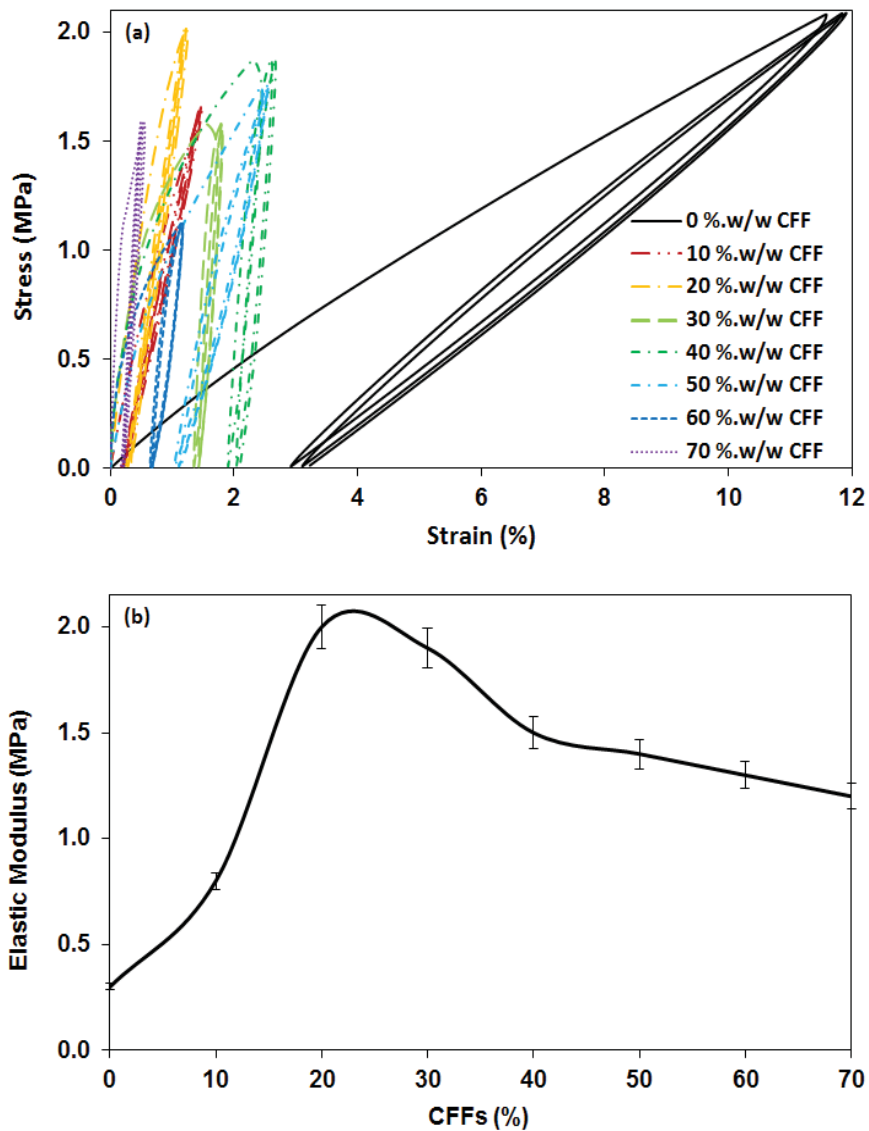 (a)
Stress (MPa)
2.0
1.5
1.0
0.5
0.0
0 %.w/w CFF
10 %.w/w CFF
20 %.w/w CFF
30 %.w/w CFF
40 %.w/w CFF
50 %.w/w CFF
60 %.w/w CFF
70 %.w/w CFF
0 2 4 6 8 10 12
Strain (%)
(b)
Elastic Modulus (MPa)
2.0
1.5
1.0
0.5
0.0
0 10 20 30 40 50 60 70
CFFs (%)